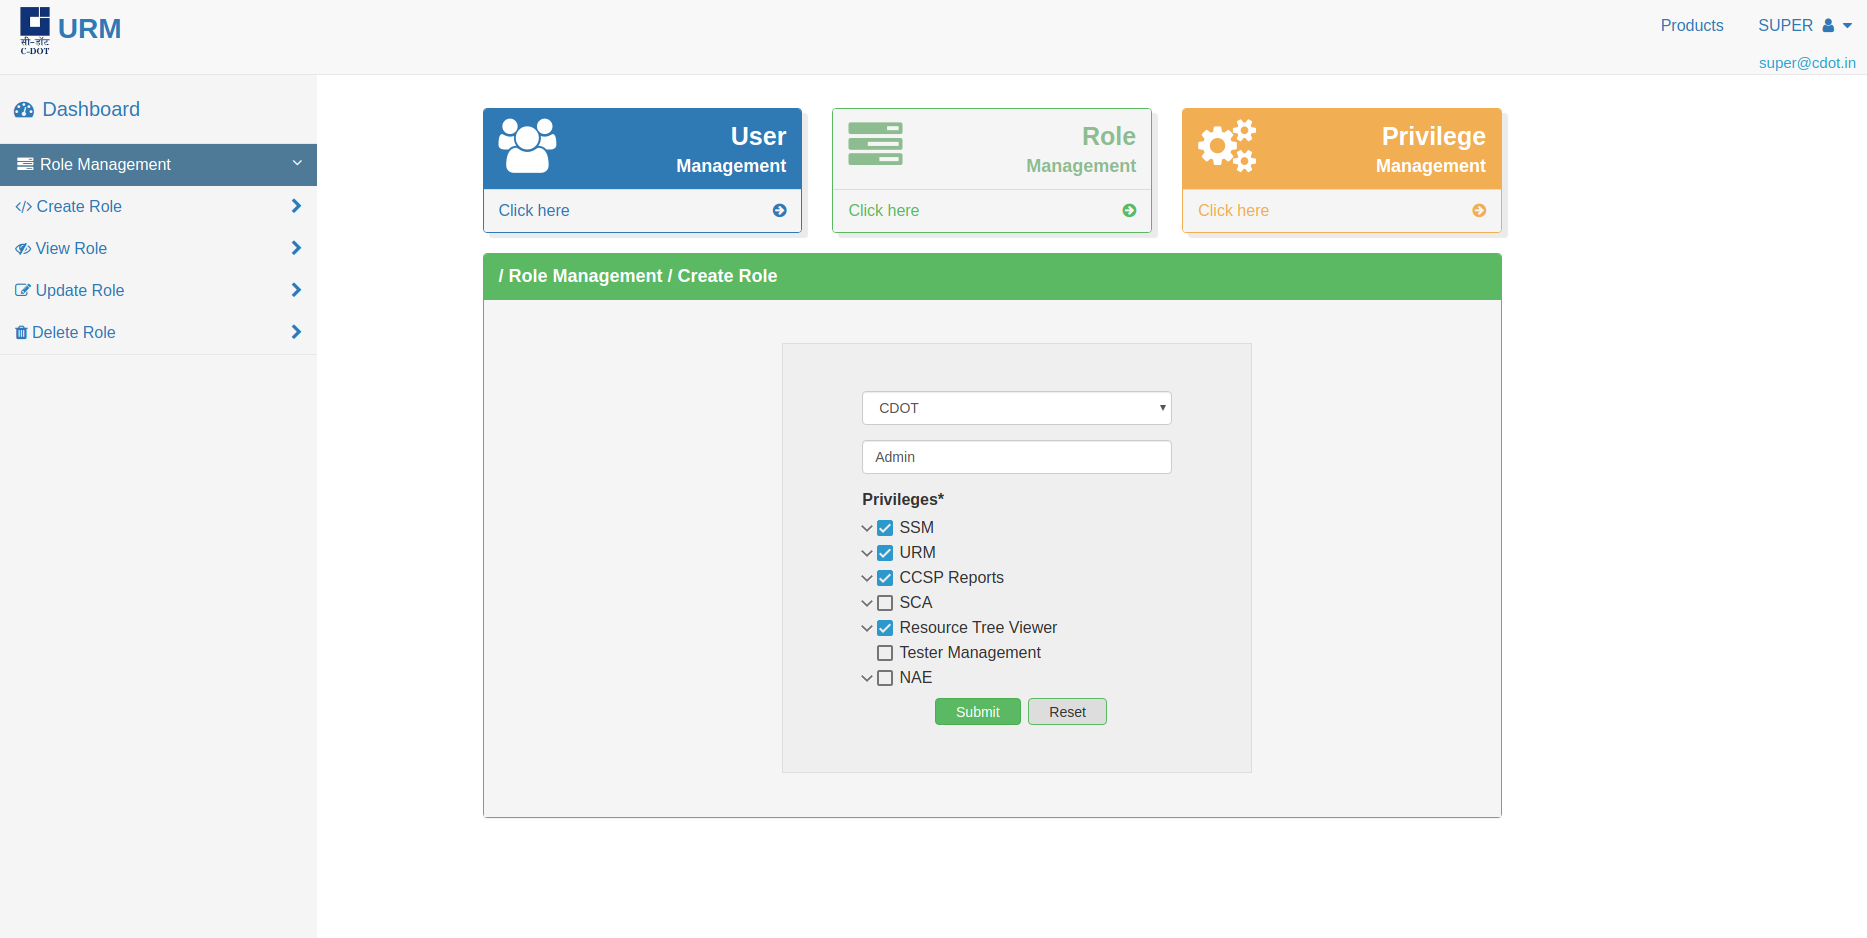 सी-डॉट
C-DOT
URM
Products
SUPER
super@cdot.in
Dashboard
Role Management
Create Role
View Role
Update Role
Delete Role
User
Management
Click here
Role
Management
Click here
Privilege
Management
Click here
/ Role Management / Create Role
CDOT
Admin
Privileges*
SSM
URM
CCSP Reports
SCA
Resource Tree Viewer
Tester Management
NAE
Submit
Reset